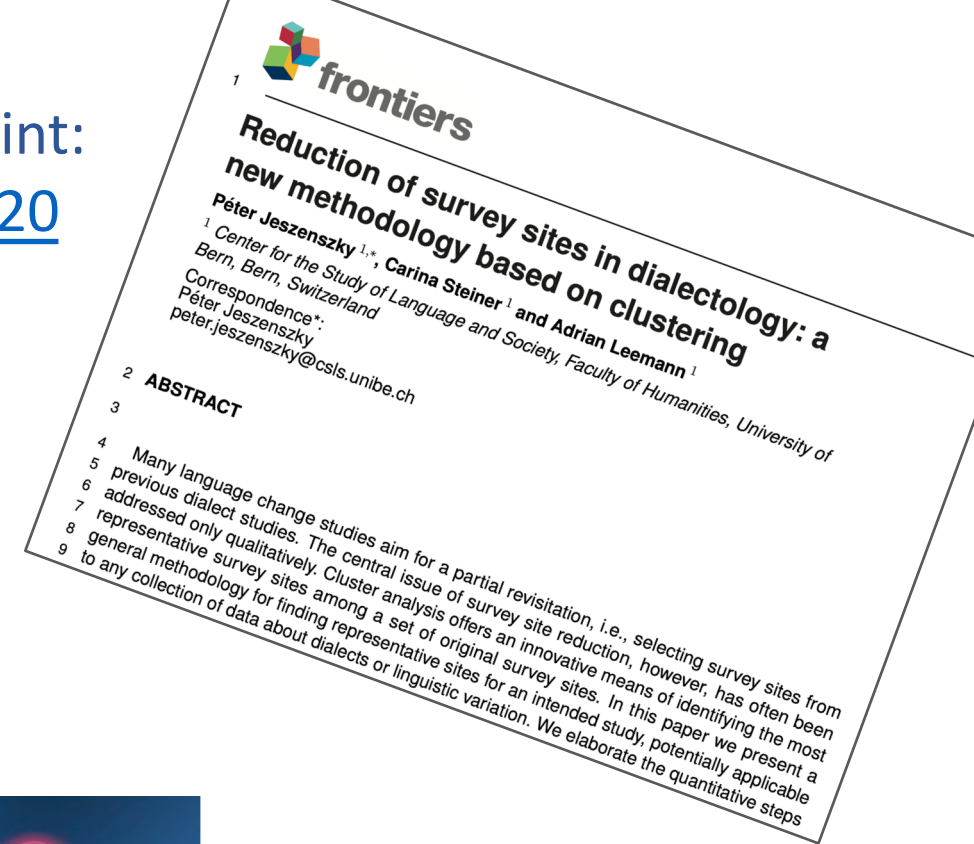 int:
20
frontiers
1
Reduction of survey sites in dialectology: a
new methodology based on clustering
Péter Jeszenszky 1,*, Carina Steiner 1 and Adrian Leemann 1
1 Center for the Study of Language and Society, Faculty of Humanities, University of
Bern, Bern, Switzerland
Correspondence*:
Péter Jeszenszky
peter.jeszenszky@csls.unibe.ch
2 ABSTRACT
3
4 Many language change studies aim for a partial revisitation, i.e., selecting survey sites from
5 previous dialect studies. The central issue of survey site reduction, however, has often been
6 addressed only qualitatively. Cluster analysis offers an innovative means of identifying the most
7 representative survey sites among a set of original survey sites. In this paper we present a
8 general methodology for finding representative sites for an intended study, potentially applicable
9 to any collection of data about dialects or linguistic variation. We elaborate the quantitative steps